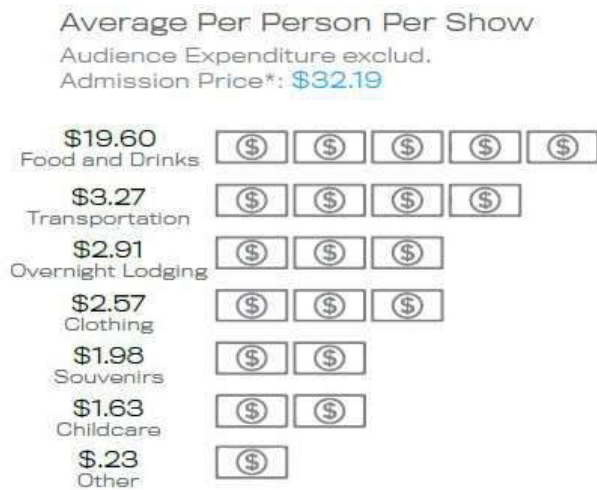 Average Per Person Per Show
Audience Expenditure exclud.
Admission Price*: $32.19
$19.60
Food and Drinks
$3.27
Transportation
$2.91
Overnight Lodging
$2.57
Clothing
$1.98
Souvenirs
$1.63
Childcare
$.23
Other